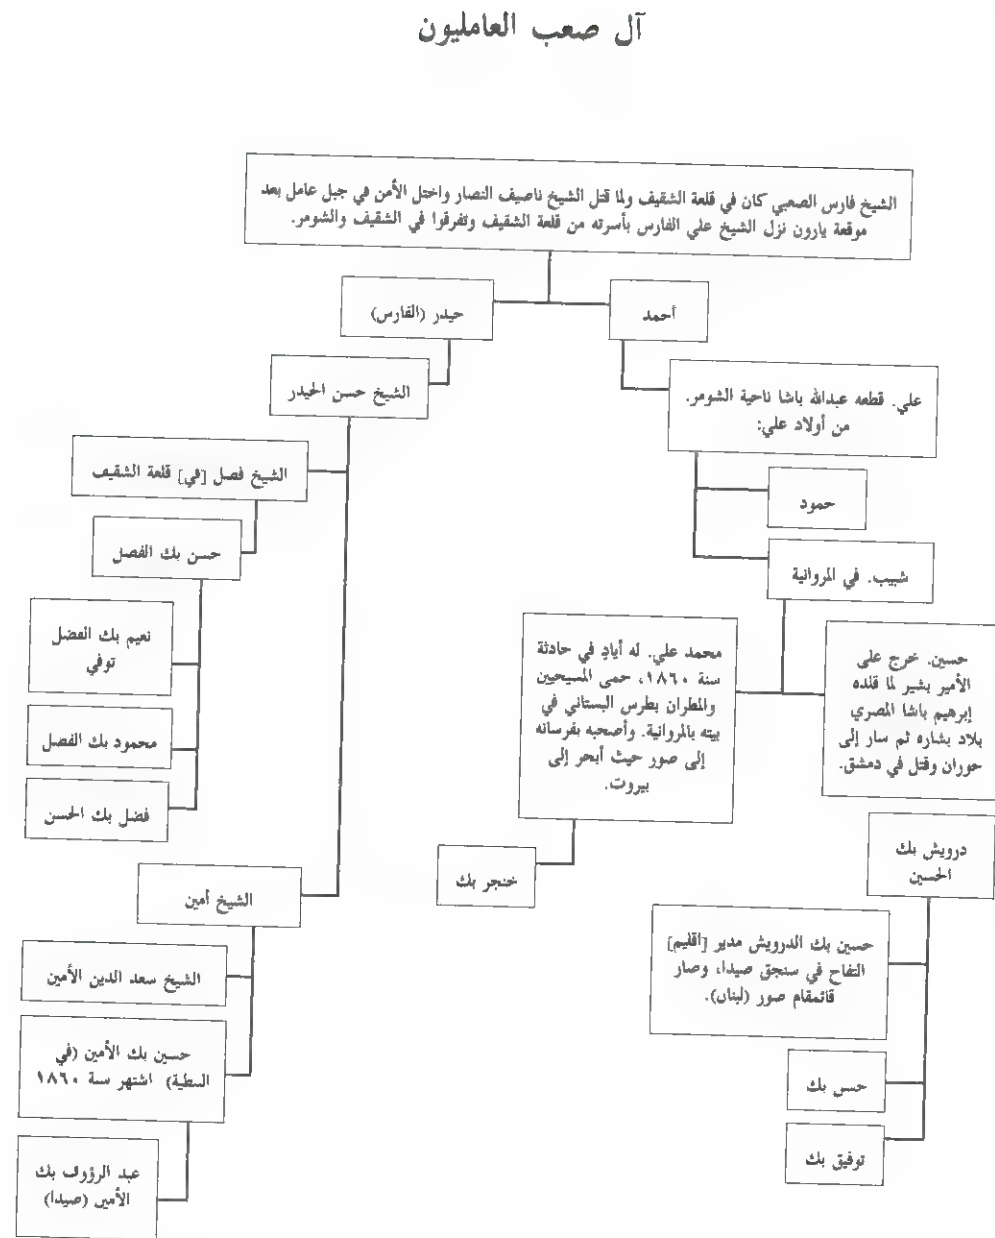 آل صعب العامليون
الشيخ فارس الصعبي كان في قلعة الشقيف ولما قتل الشيخ ناصيف النصار واختل الأمن في جبل عامل بعد
موقعة يارون نزل الشيخ علي الفارس بأسرته من قلعة الشقيف وتفرقوا في الشقيف والشومر.
أحمد
علي. قطعه عبدالله باشا ناحية الشومر.
من أولاد علي:
حمود
شبيب. في المروانية
حسين. خرج على
الأمير بشير لما قلده
إبرهيم باشا المصري
بلاد بشاره ثم سار إلى
حوران وقتل في دمشق.
درويش بك
الحسين
حسين بك الدرويش مدير [اقليم]
التفاح في سنجق صيدا، وصار
قائمقام صور (لبنان).
حسن بك
توفيق بك
محمد علي. له أيادٍ في حادثة
سنة ١٨٦٠، حمى المسيحيين
والمطران بطرس البستاني في
بيته بالمروانية. وأصحبه بفرسانه
إلى صور حيث أبحر إلى
بيروت.
خنجر بك
حيدر (الفارس)
الشيخ حسن الحيدر
الشيخ فصل [في] قلعة الشقيف
حسن بك الفصل
نعيم بك الفضل
توفي
محمود بك الفصل
فضل بك الحسن
الشيخ أمين
الشيخ سعد الدين الأمين
حسين بك الأمين (في
اشتهر سنة ١٨٦٠
عبد الرؤوف بك
الأمين (صيدا)